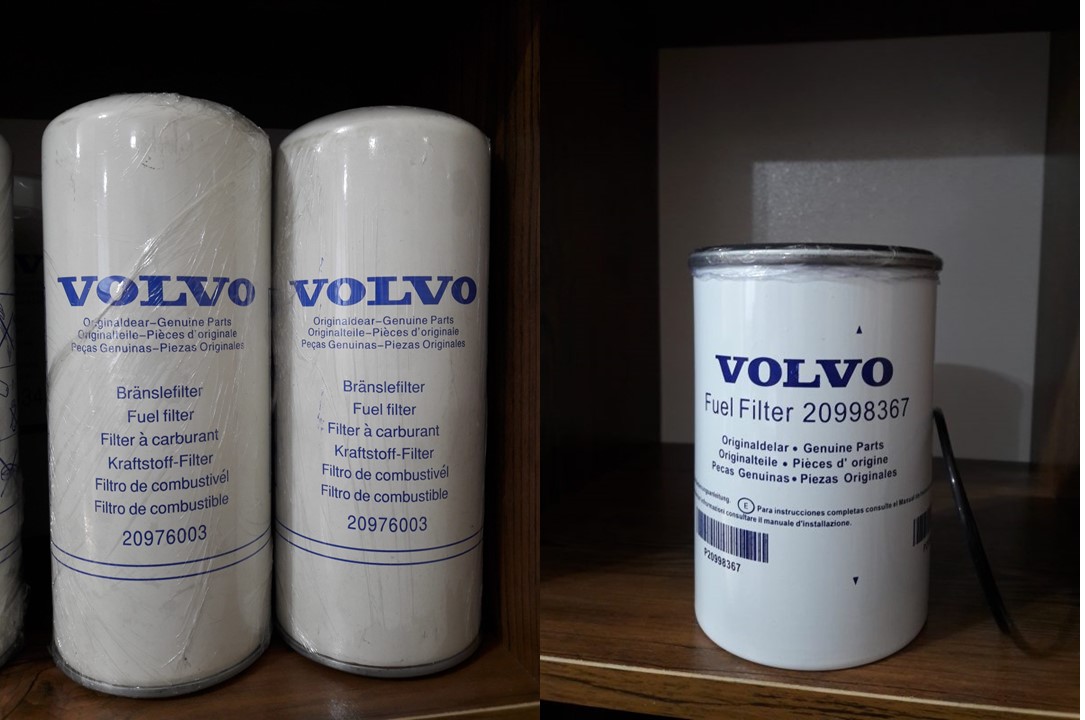 VOLVO
Originaldear–Genuine Parts
Originalteile–Pièces d'originale
Peças Genuinas–Piezas Originales
Bränslefilter
Fuel filter
Filter à carburant
Kraftstoff-Filter
Filtro de combustivél
Filtro de combustible
20976003
VOLVO
Originaldear–Genuine Parts
Originalteile–Pièces d'originale
Peças Genuinas–Piezas Originales
Bränslefilter
Fuel filter
Filter à carburant
Kraftstoff-Filter
Filtro de combustivél
Filtro de combustible
20976003
VOLVO
Fuel Filter 20998367
Originaldelar • Genuine Parts
Originalteile • Pièces d' origine
Pecas Genuinas • Piezas Originales
E Para instrucciones completas consulte el Manual
consultare il manuale d'installazione.
P20998367